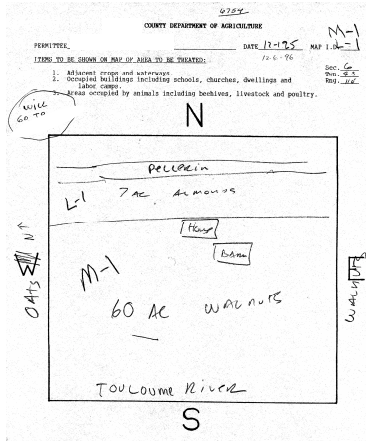 6754
COUNTY DEPARTMENT OF AGRICULTURE
M-1
PERMITTEE DATE 12-1-95 MAP I.D. L-1
12-6-96
ITEMS TO BE SHOWN ON MAP OF AREA TO BE TREATED:
Sec. 6
1. Adjacent crops and waterways. Twn.
2. Occupied buildings including schools, churches, dwellings and Rng.
labor camps.
3. Areas occupied by animals including beehives, livestock and poultry.
will
GO TO
N
Pellerin
L-1 7 Ac Almonds
House
BARN
OAts
M-1
WALNUTS
60 AC WALNUTS
TOULOUME RIVER
S